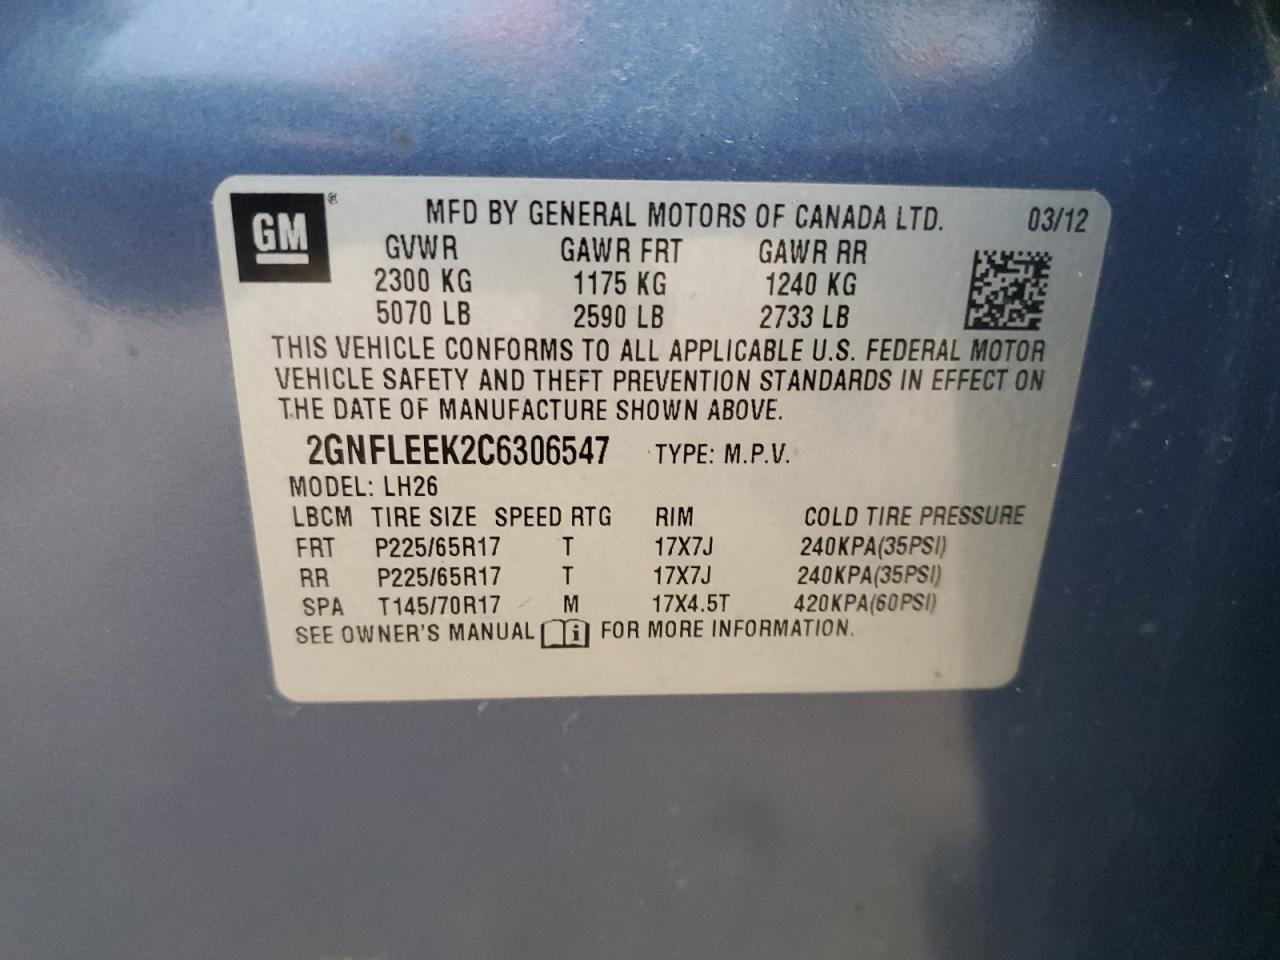 GM ®
MFD BY GENERAL MOTORS OF CANADA LTD. 03/12
GVWR GAWR FRT GAWR RR
2300 KG 1175 KG 1240 KG
5070 LB 2590 LB 2733 LB
THIS VEHICLE CONFORMS TO ALL APPLICABLE U.S. FEDERAL MOTOR
VEHICLE SAFETY AND THEFT PREVENTION STANDARDS IN EFFECT ON
THE DATE OF MANUFACTURE SHOWN ABOVE.
2GNFLEEK2C6306547 TYPE: M.P.V.
MODEL: LH26
LBCM TIRE SIZE SPEED RTG RIM COLD TIRE PRESSURE
FRT P225/65R17 T 17X7J 240KPA(35PSI)
RR P225/65R17 T 17X7J 240KPA(35PSI)
SPA T145/70R17 M 17X4.5T 420KPA(60PSI)
SEE OWNER'S MANUAL i FOR MORE INFORMATION.